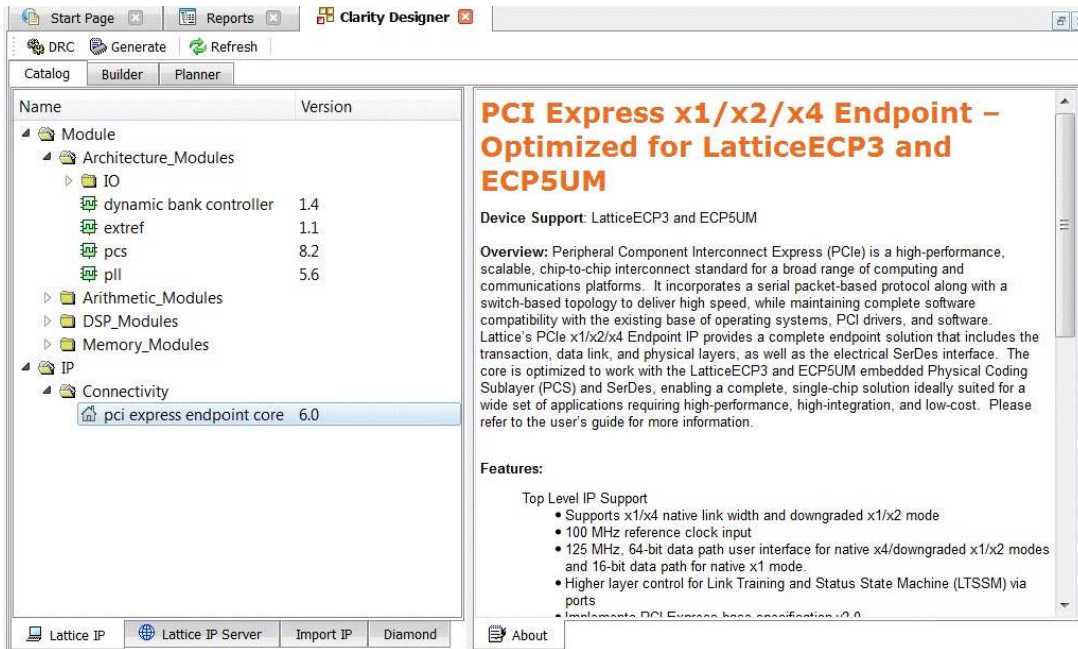 Start Page
Reports
Clarity Designer
DRC
Generate
Refresh
Catalog
Builder
Planner
Name Version
Module
Architecture_Modules
IO
dynamic bank controller 1.4
extref 1.1
pcs 8.2
pll 5.6
Arithmetic_Modules
DSP_Modules
Memory_Modules
IP
Connectivity
pci express endpoint core 6.0
Lattice IP
Lattice IP Server
Import IP
Diamond
PCI Express x1/x2/x4 Endpoint –
Optimized for LatticeECP3 and
ECP5UM
Device Support: LatticeECP3 and ECP5UM
Overview: Peripheral Component Interconnect Express (PCIe) is a high-performance,
scalable, chip-to-chip interconnect standard for a broad range of computing and
communications platforms. It incorporates a serial packet-based protocol along with a
switch-based topology to deliver high speed, while maintaining complete software
compatibility with the existing base of operating systems, PCI drivers, and software.
Lattice's PCIe x1/x2/x4 Endpoint IP provides a complete endpoint solution that includes the
transaction, data link, and physical layers, as well as the electrical SerDes interface. The
core is optimized to work with the LatticeECP3 and ECP5UM embedded Physical Coding
Sublayer (PCS) and SerDes, enabling a complete, single-chip solution ideally suited for a
wide set of applications requiring high-performance, high-integration, and low-cost. Please
refer to the user's guide for more information.
Features:
Top Level IP Support
• Supports x1/x4 native link width and downgraded x1/x2 mode
• 100 MHz reference clock input
• 125 MHz, 64-bit data path user interface for native x4/downgraded x1/x2 modes
and 16-bit data path for native x1 mode.
• Higher layer control for Link Training and Status State Machine (LTSSM) via
ports
• Implements PCI Express base specification v2.0
About